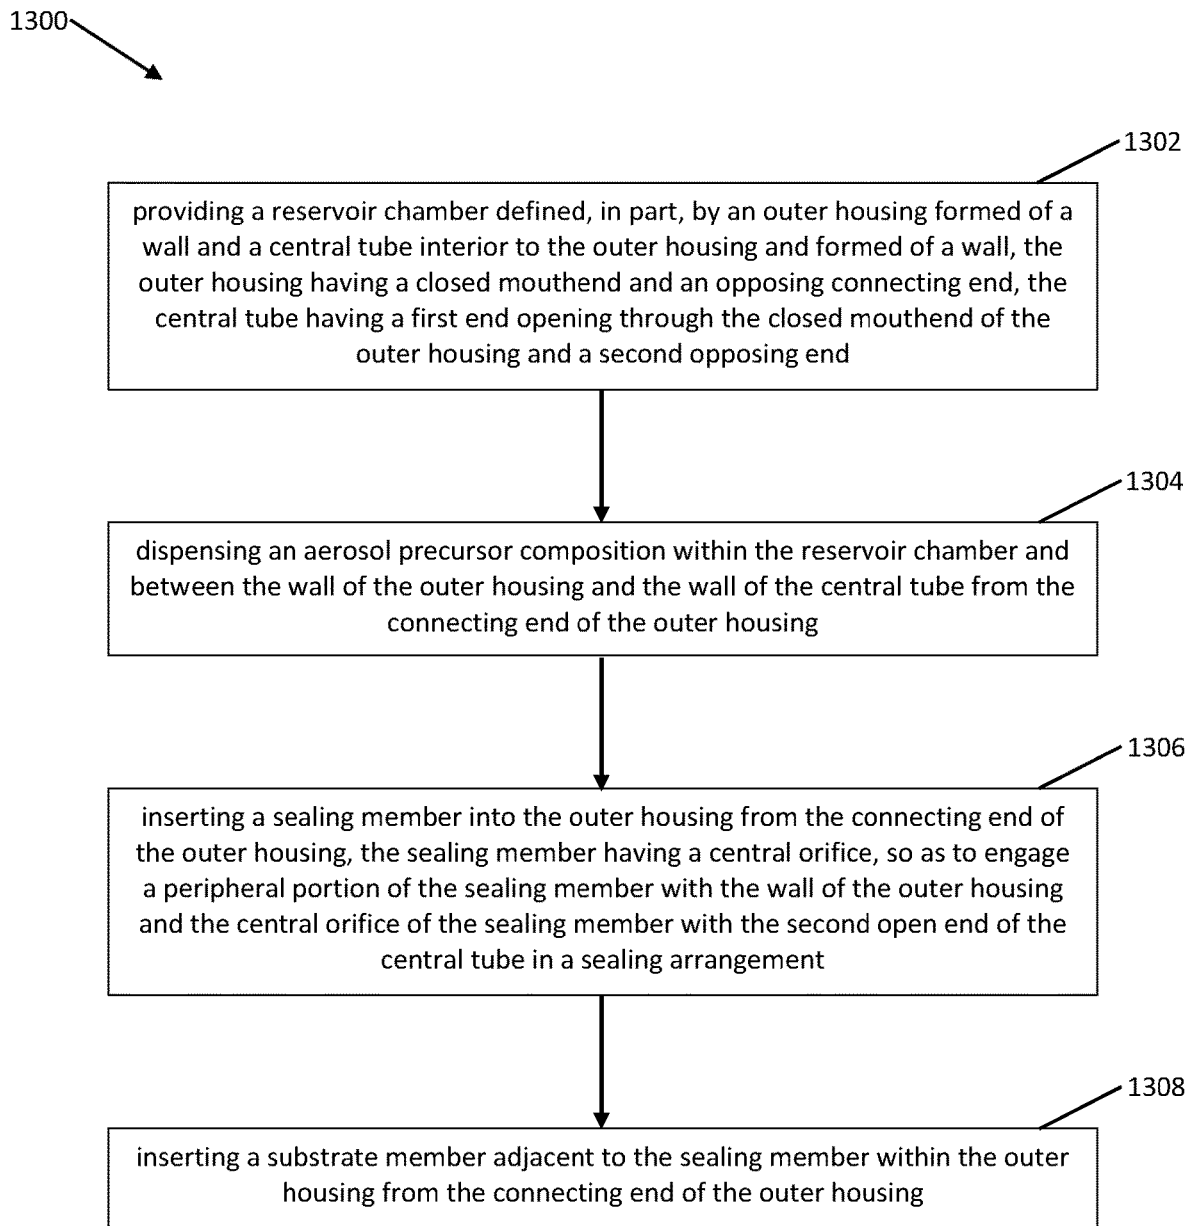 1300
1302
providing a reservoir chamber defined, in part, by an outer housing formed of a
wall and a central tube interior to the outer housing and formed of a wall, the
outer housing having a closed mouthend and an opposing connecting end, the
central tube having a first end opening through the closed mouthend of the
outer housing and a second opposing end
1304
dispensing an aerosol precursor composition within the reservoir chamber and
between the wall of the outer housing and the wall of the central tube from the
connecting end of the outer housing
1306
inserting a sealing member into the outer housing from the connecting end of
the outer housing, the sealing member having a central orifice, so as to engage
a peripheral portion of the sealing member with the wall of the outer housing
and the central orifice of the sealing member with the second open end of the
central tube in a sealing arrangement
1308
inserting a substrate member adjacent to the sealing member within the outer
housing from the connecting end of the outer housing